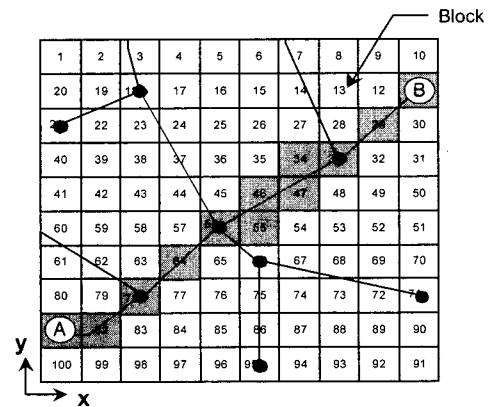 Block
1 2 3 4 5 6 7 8 9 10
20 19 17 16 15 14 13 12 B
22 23 24 25 26 27 28 29 30
40 39 38 37 36 35 34 32 31
41 42 43 44 45 46 47 48 49 50
60 59 58 57 55 54 53 52 51
61 62 63 64 65 67 68 69 70
80 79 77 76 75 74 73 72
A 82 83 84 85 86 87 88 89 90
100 99 98 97 96 94 93 92 91
y
x